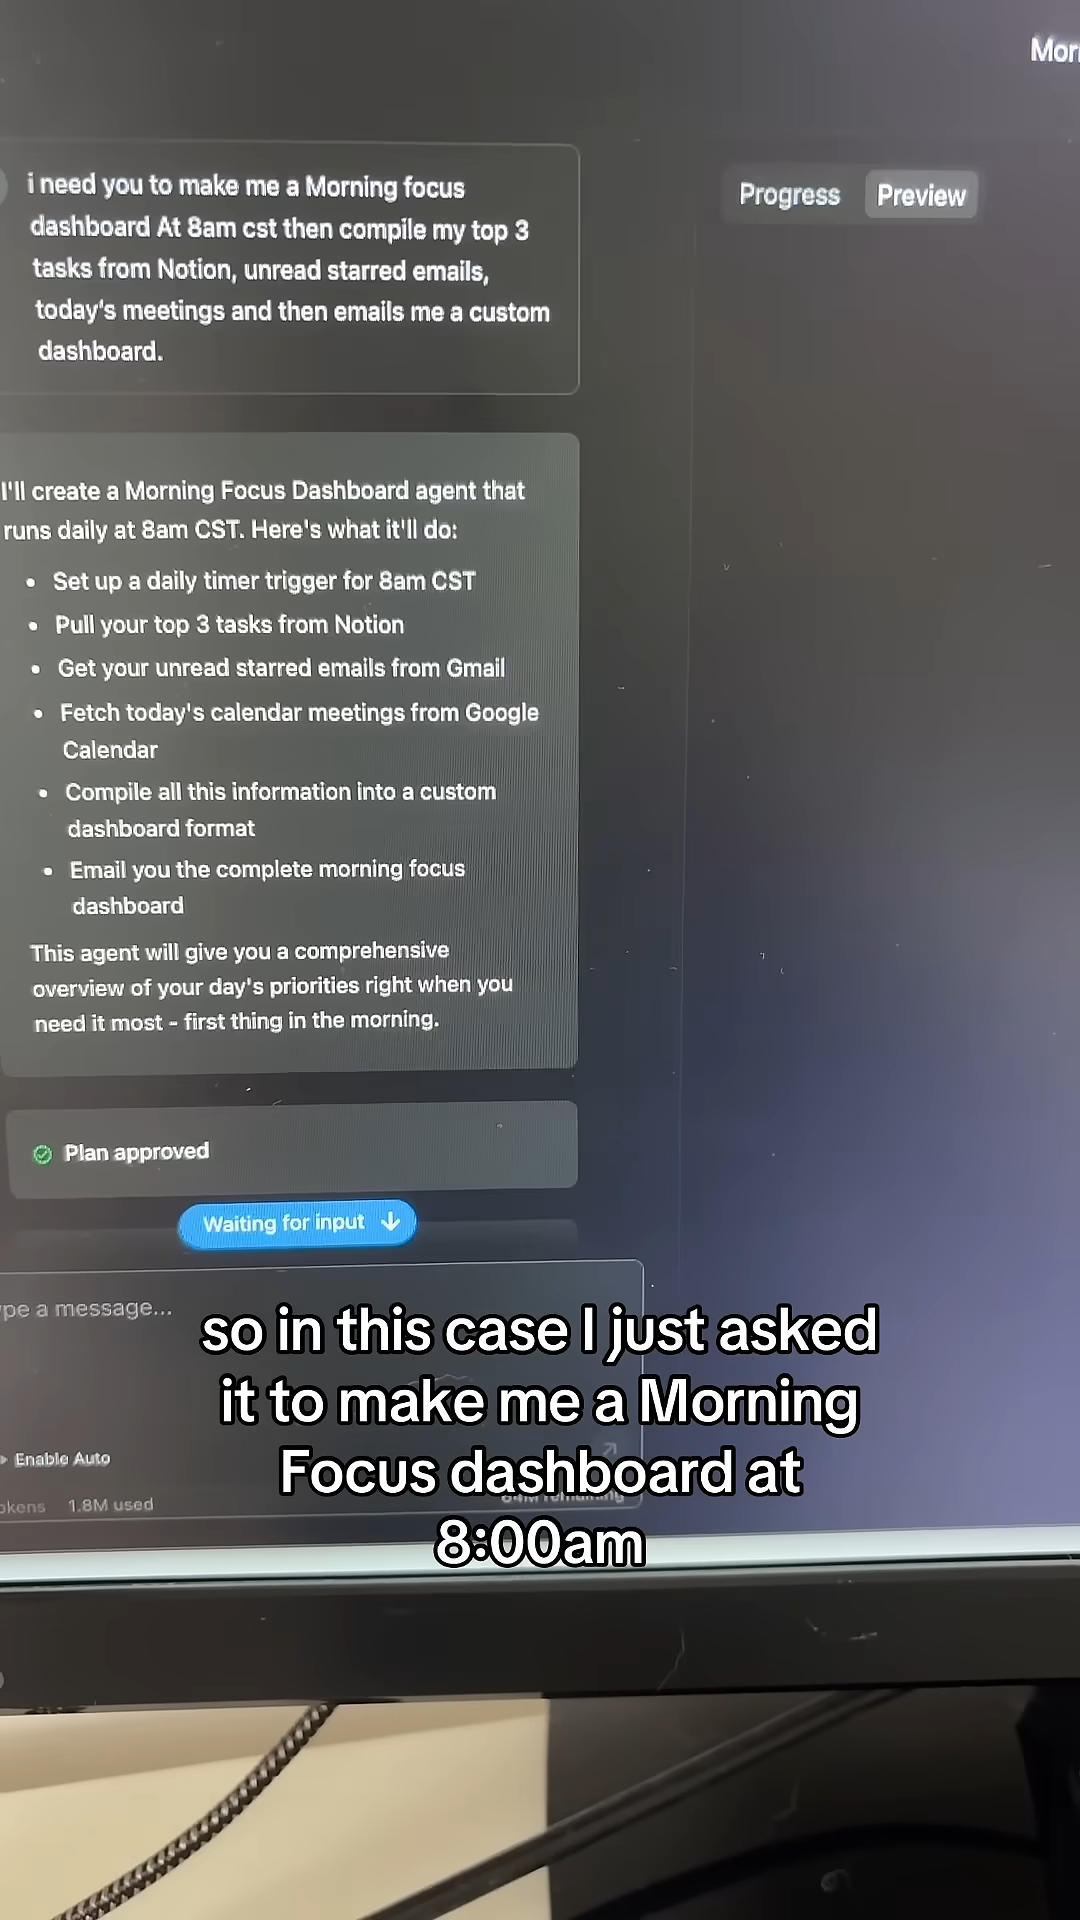 i need you to make me a Morning focus
dashboard At 8am cst then compile my top 3
tasks from Notion, unread starred emails,
today's meetings and then emails me a custom
dashboard.
Progress
Preview
I'll create a Morning Focus Dashboard agent that
runs daily at 8am CST. Here's what it'll do:
• Set up a daily timer trigger for 8am CST
• Pull your top 3 tasks from Notion
• Get your unread starred emails from Gmail
• Fetch today's calendar meetings from Google
Calendar
• Compile all this information into a custom
dashboard format
• Email you the complete morning focus
dashboard
This agent will give you a comprehensive
overview of your day's priorities right when you
need it most - first thing in the morning.
Plan approved
Waiting for input ↓
a message...
Enable Auto
1.8M used
so in this case I just asked
it to make me a Morning
Focus dashboard at
8:00am